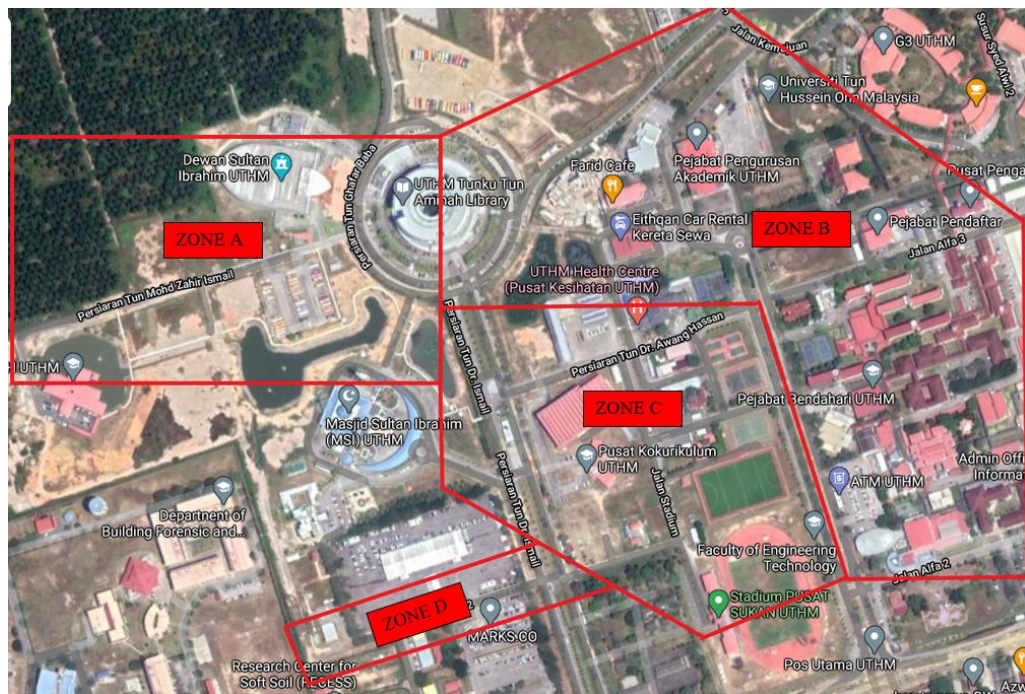 Jalan Kemajuan
G3 UTHM
Susur Syed Alwi 2
Universiti Tun
Hussein Onn Malaysia
Dewan Sultan
Ibrahim UTHM
Persiaran Tun Ghafar Baba
UTHM Tunku Tun
Aminah Library
Farid Cafe
Pejabat Pengurusan
Akademik UTHM
Pusat Penga
Eithqan Car Rental
Kereta Sewa
Pejabat Pendaftar
ZONE A
ZONE B
Jalan Alfa 3
Persiaran Tun Mohd Zahir Ismail
UTHM Health Centre
(Pusat Kesihatan UTHM)
Persiaran Tun Dr. Ismail
Persiaran Tun Dr. Awang Hassan
UTHM
Pejabat Bendahari UTHM
ZONE C
Masjid Sultan Ibrahim
(MSI) UTHM
Pusat Kokurikulum
UTHM
Jalan Stadium
Persiaran Tun Dr. Ismail
ATM UTHM
Admin Offi
Informa
Department of
Building Forensic and...
Faculty of Engineering
Technology
Jalan Alfa 2
ZONE D
2
MARKS.CO
Stadium PUSAT
SUKAN UTHM
Research Center for
Soft Soil (RECESS)
Pos Utama UTHM
Azw